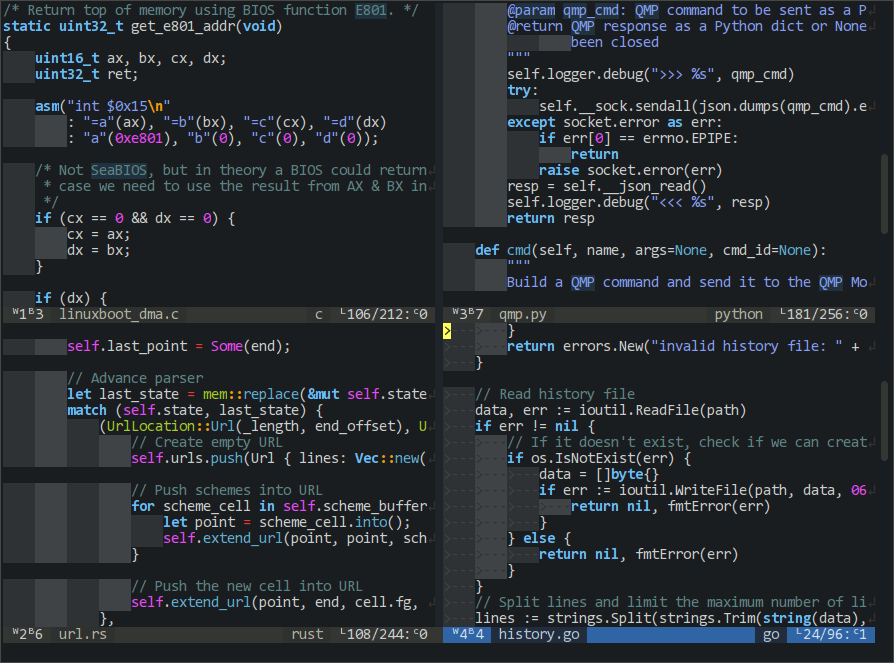 /* Return top of memory using BIOS function E801. */
static uint32_t get_e801_addr(void)
{
uint16_t ax, bx, cx, dx;
uint32_t ret;
asm("int $0x15\n"
: "=a"(ax), "=b"(bx), "=c"(cx), "=d"(dx)
: "a"(0xe801), "b"(0), "c"(0), "d"(0));
/* Not SeaBIOS, but in theory a BIOS could return
* case we need to use the result from AX & BX in
*/
if (cx == 0 && dx == 0) {
cx = ax;
dx = bx;
}
if (dx) {
W1B3 linuxboot_dma.c c L106/212:C0
@param qmp_cmd: QMP command to be sent as a P
@return QMP response as a Python dict or None
been closed
"""
self.logger.debug(">>> %s", qmp_cmd)
try:
self.__sock.sendall(json.dumps(qmp_cmd).e
except socket.error as err:
if err[0] == errno.EPIPE:
return
raise socket.error(err)
resp = self.__json_read()
self.logger.debug("<<< %s", resp)
return resp
def cmd(self, name, args=None, cmd_id=None):
"""
Build a QMP command and send it to the QMP Mo
W3B7 qmp.py python L181/256:C0
self.last_point = Some(end);
// Advance parser
let last_state = mem::replace(&mut self.state
match (self.state, last_state) {
(UrlLocation::Url(_length, end_offset), U
// Create empty URL
self.urls.push(Url { lines: Vec::new(
// Push schemes into URL
for scheme_cell in self.scheme_buffer
let point = scheme_cell.into();
self.extend_url(point, point, sch
}
// Push the new cell into URL
self.extend_url(point, end, cell.fg,
},
W2B6 url.rs rust L108/244:C0
> }
return errors.New("invalid history file: " +
}
// Read history file
data, err := ioutil.ReadFile(path)
if err != nil {
// If it doesn't exist, check if we can creat
if os.IsNotExist(err) {
data = []byte{}
if err := ioutil.WriteFile(path, data, 06
return nil, fmtError(err)
}
} else {
return nil, fmtError(err)
}
}
// Split lines and limit the maximum number of li
lines := strings.Split(strings.Trim(string(data),
W4B4 history.go go L24/96:C1